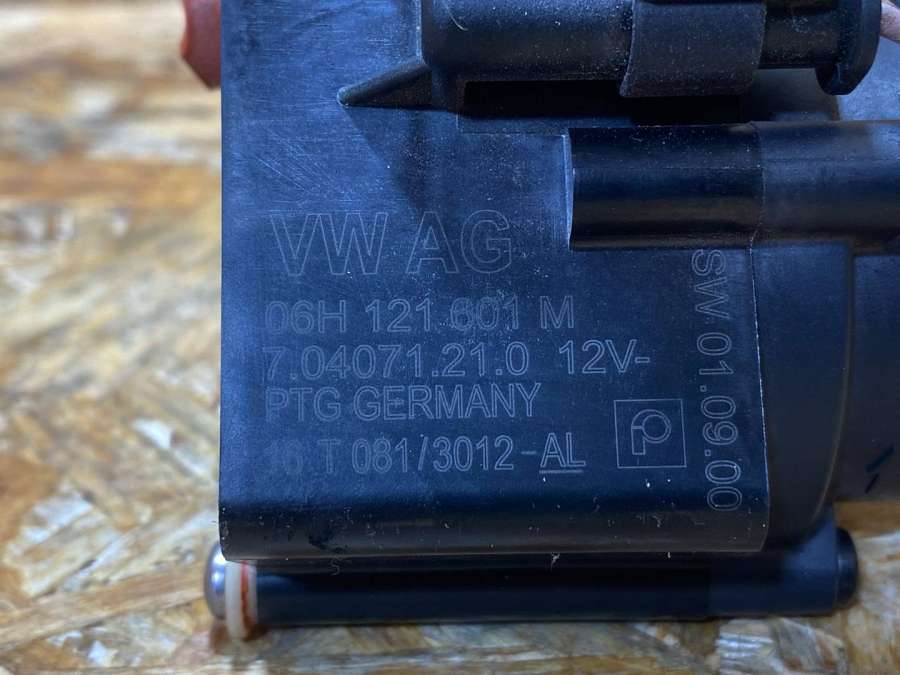 VW AG
06H 121 601 M
7.04071.21.0 12V-
PTG GERMANY
T 081/3012-AL
SW 01.09.00